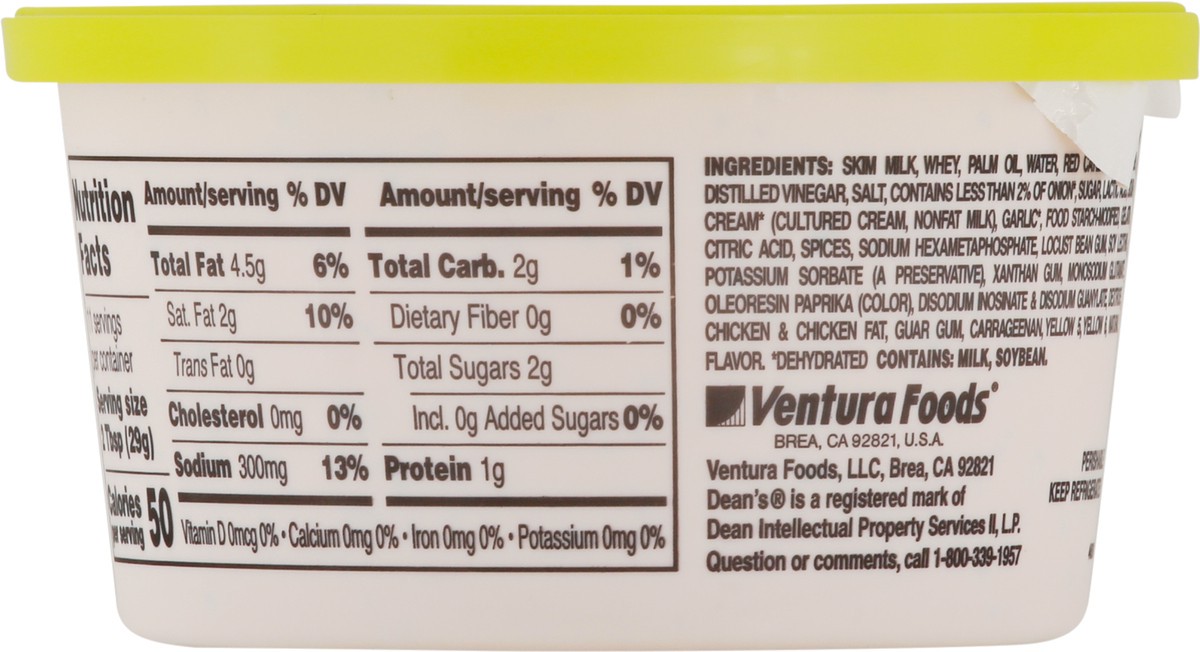 Nutrition
Facts
servings
per container
Serving size
2 Tbsp (29g)
Calories
per serving 50
Amount/serving % DV
Total Fat 4.5g 6%
Sat. Fat 2g 10%
Trans Fat 0g
Cholesterol 0mg 0%
Sodium 300mg 13%
Amount/serving % DV
Total Carb. 2g 1%
Dietary Fiber 0g 0%
Total Sugars 2g
Incl. 0g Added Sugars 0%
Protein 1g
Vitamin D 0mcg 0% • Calcium 0mg 0% • Iron 0mg 0% • Potassium 0mg 0%
INGREDIENTS: SKIM MILK, WHEY, PALM OIL, WATER, RED
DISTILLED VINEGAR, SALT, CONTAINS LESS THAN 2% OF ONION*, SUGAR,
CREAM* (CULTURED CREAM, NONFAT MILK), GARLIC*, FOOD STARCH-MODIFIED,
CITRIC ACID, SPICES, SODIUM HEXAMETAPHOSPHATE, LOCUST BEAN GUM, SOY
POTASSIUM SORBATE (A PRESERVATIVE), XANTHAN GUM, MONOSODIUM
OLEORESIN PAPRIKA (COLOR), DISODIUM INOSINATE & DISODIUM GUANYLATE,
CHICKEN & CHICKEN FAT, GUAR GUM, CARRAGEENAN, YELLOW 5, YELLOW 6,
FLAVOR. *DEHYDRATED CONTAINS: MILK, SOYBEAN.
Ventura Foods®
BREA, CA 92821, U.S.A.
Ventura Foods, LLC, Brea, CA 92821
Dean's® is a registered mark of
Dean Intellectual Property Services II, L.P.
Question or comments, call 1-800-339-1957
KEEP